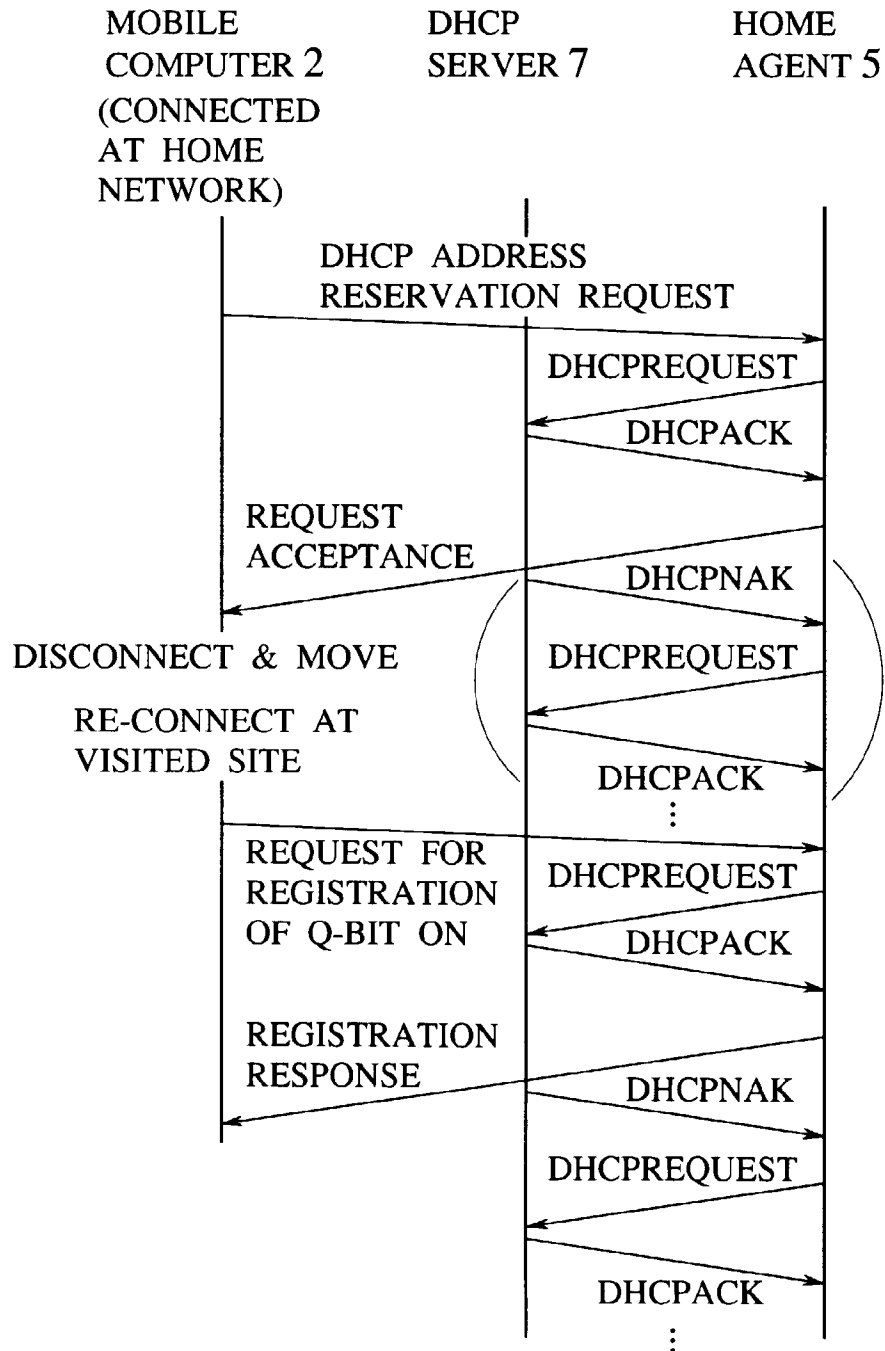 MOBILE
COMPUTER 2
(CONNECTED
AT HOME
NETWORK)
DHCP
SERVER 7
HOME
AGENT 5
DHCP ADDRESS
RESERVATION REQUEST
DHCPREQUEST
DHCPACK
REQUEST
ACCEPTANCE
DHCPNAK
DISCONNECT & MOVE
DHCPREQUEST
RE-CONNECT AT
VISITED SITE
DHCPACK
REQUEST FOR
REGISTRATION
OF Q-BIT ON
DHCPREQUEST
DHCPACK
REGISTRATION
RESPONSE
DHCPNAK
DHCPREQUEST
DHCPACK